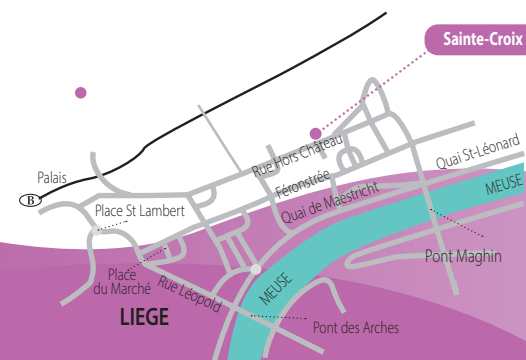 Sainte-Croix
Rue Hors Château
Quai St-Léonard
Palais
B
Féronstrée
MEUSE
Place St Lambert
Quai de Maestricht
Pont Maghin
Place
du Marché
Rue Léopold
MEUSE
LIEGE
Pont des Arches